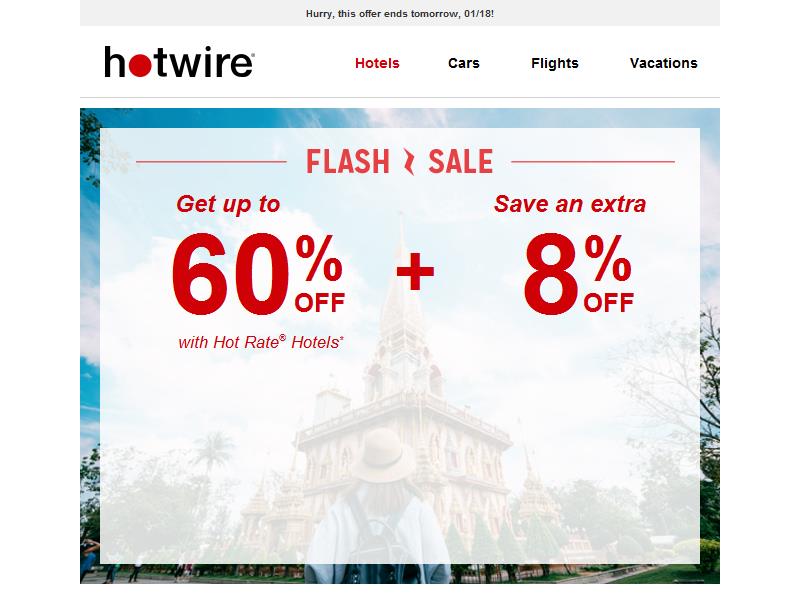 Hurry, this offer ends tomorrow, 01/18!
hotwire®
Hotels Cars Flights Vacations
FLASH SALE
Get up to
60% OFF
with Hot Rate® Hotels*
+
Save an extra
8% OFF